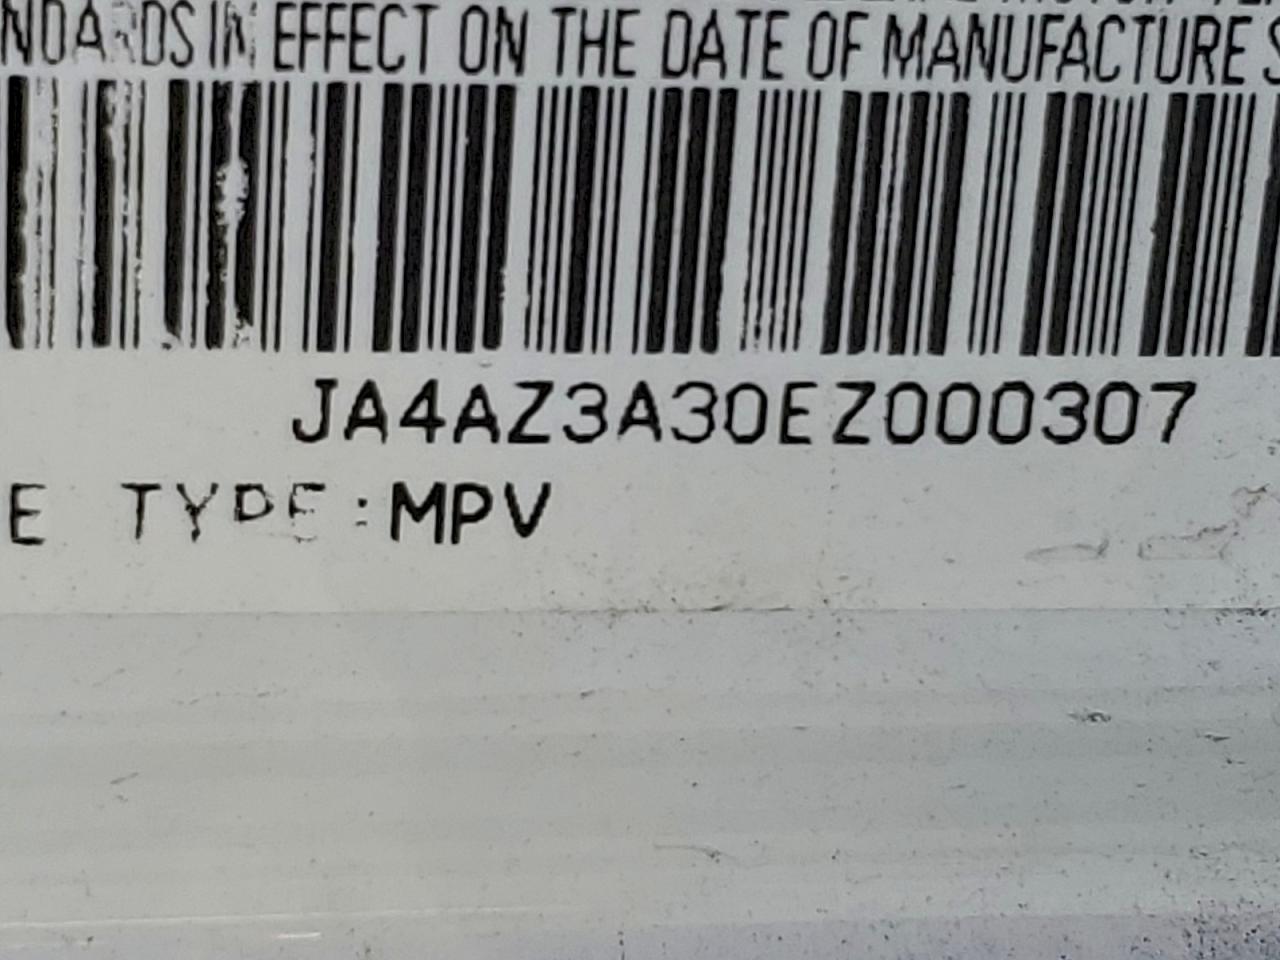 NDARDS IN EFFECT ON THE DATE OF MANUFACTURE S
JA4AZ3A30EZ000307
E TYPE:MPV